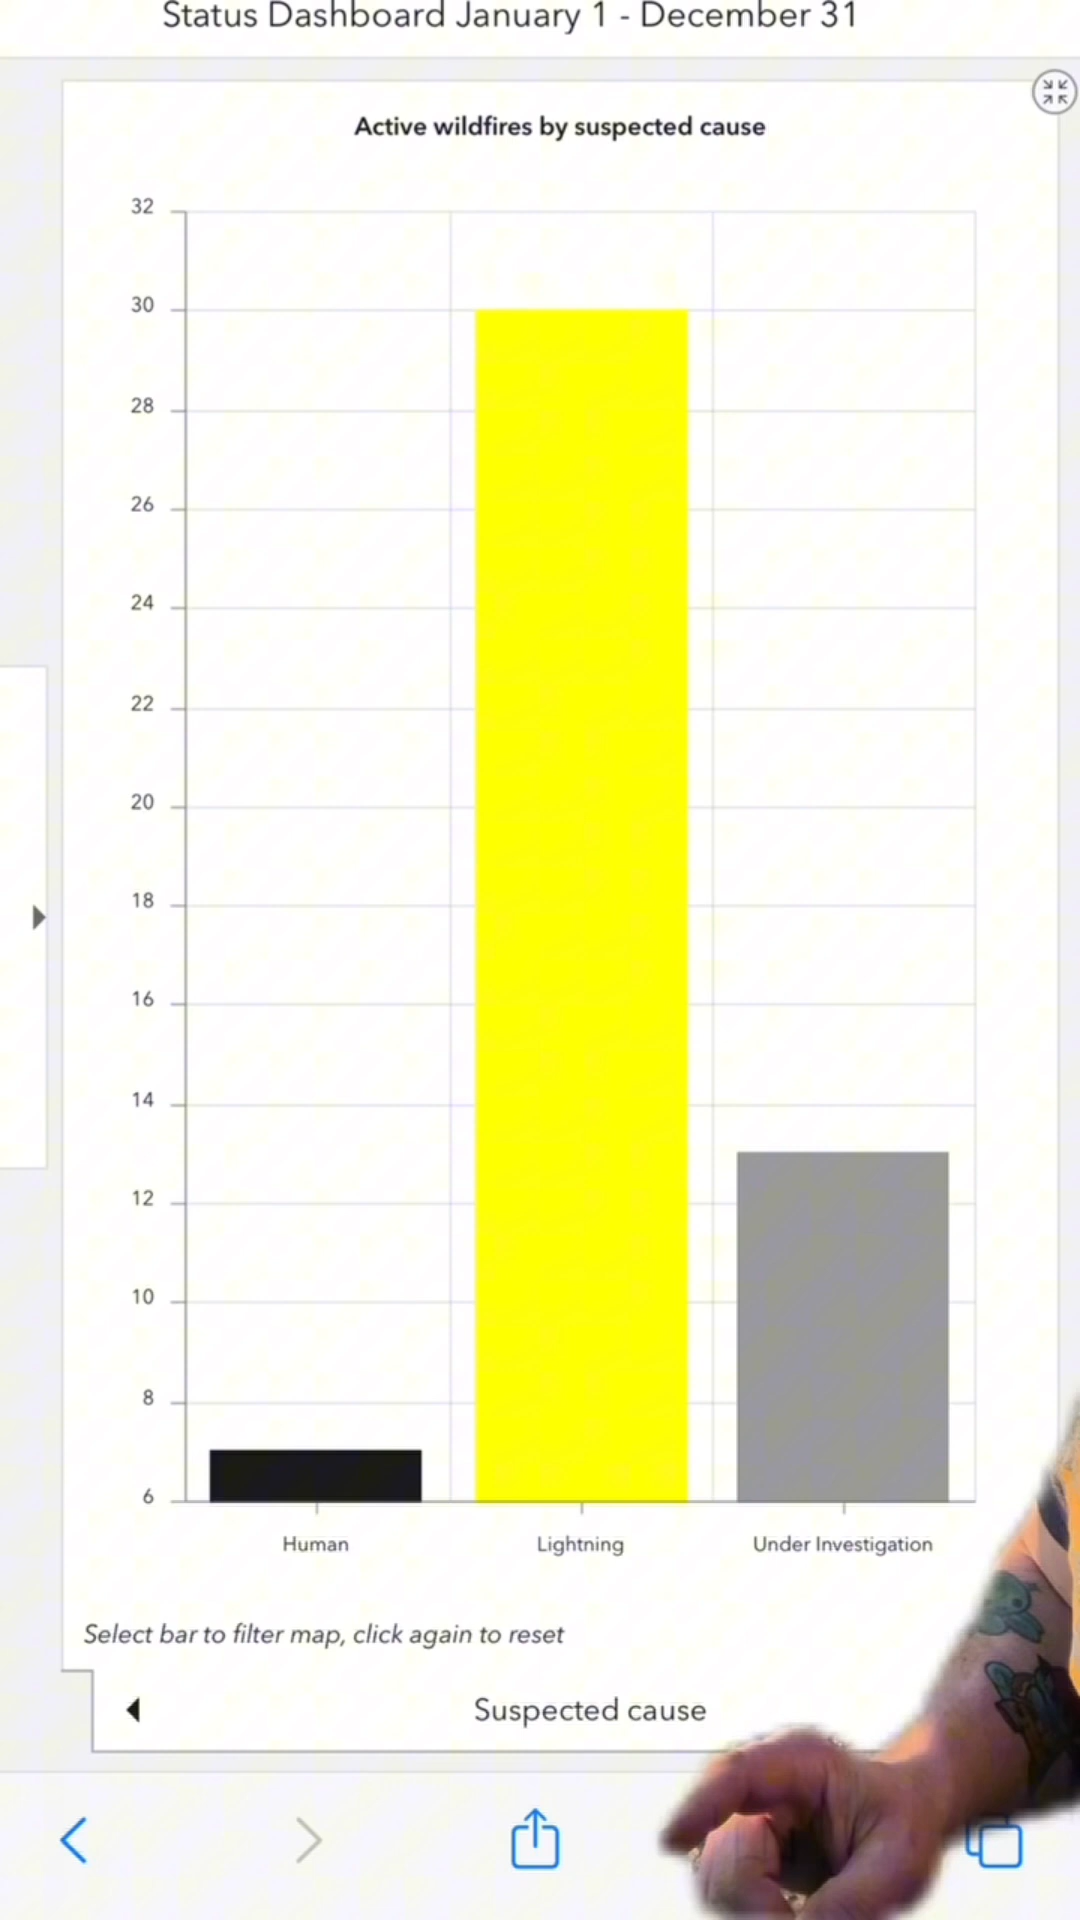 Status Dashboard January 1 - December 31
Active wildfires by suspected cause
32
30
28
26
24
22
20
18
16
14
12
10
8
6
Human
Lightning
Under Investigation
Select bar to filter map, click again to reset
Suspected cause